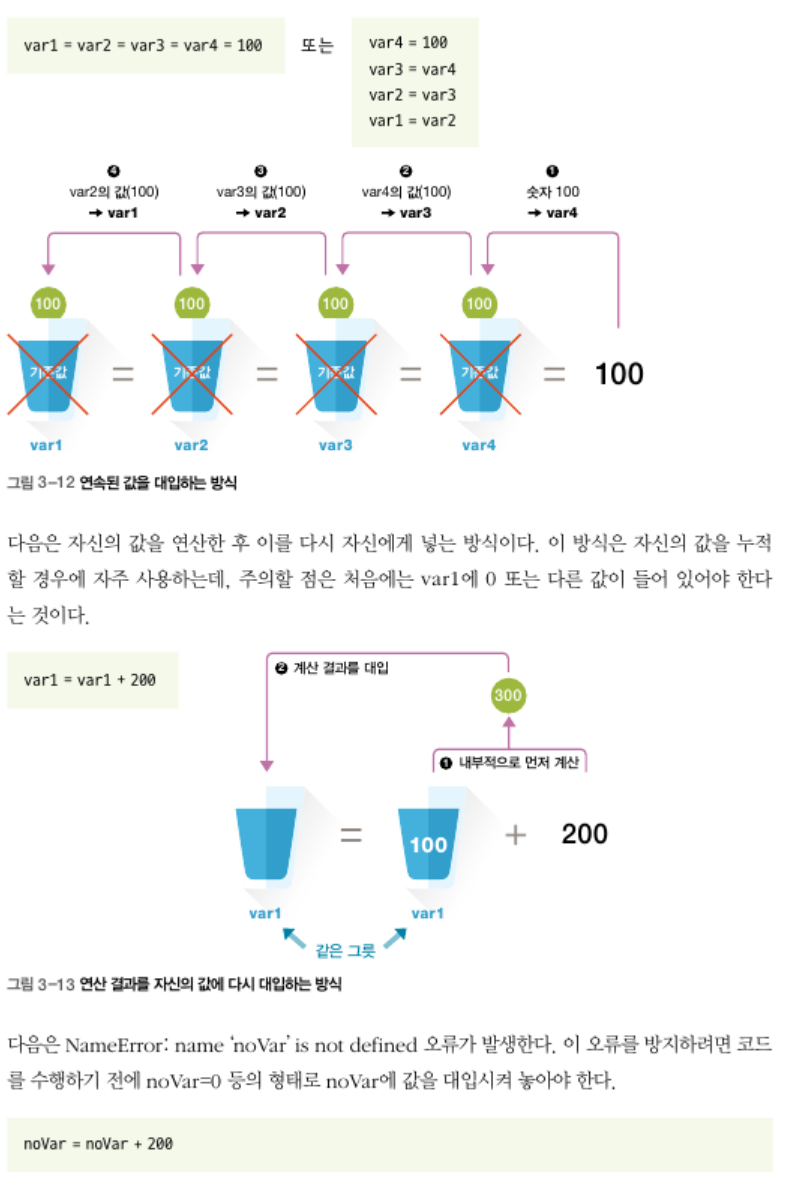 var1 = var2 = var3 = var4 = 100 또는
var4 = 100
var3 = var4
var2 = var3
var1 = var2
❹ ❸ ❷ ❶
var2의 값(100) var3의 값(100) var4의 값(100) 숫자 100
→ var1 → var2 → var3 → var4
100 100 100 100
기존값 = 기존값 = 기존값 = 기존값 = 100
var1 var2 var3 var4
그림 3-12 연속된 값을 대입하는 방식
다음은 자신의 값을 연산한 후 이를 다시 자신에게 넣는 방식이다. 이 방식은 자신의 값을 누적
할 경우에 자주 사용하는데, 주의할 점은 처음에는 var1에 0 또는 다른 값이 들어 있어야 한다
는 것이다.
var1 = var1 + 200
❷ 계산 결과를 대입
300
❶ 내부적으로 먼저 계산
= 100 + 200
var1 var1
같은 그릇
그림 3-13 연산 결과를 자신의 값에 다시 대입하는 방식
다음은 NameError: name ‘noVar’ is not defined 오류가 발생한다. 이 오류를 방지하려면 코드
를 수행하기 전에 noVar=0 등의 형태로 noVar에 값을 대입시켜 놓아야 한다.
noVar = noVar + 200